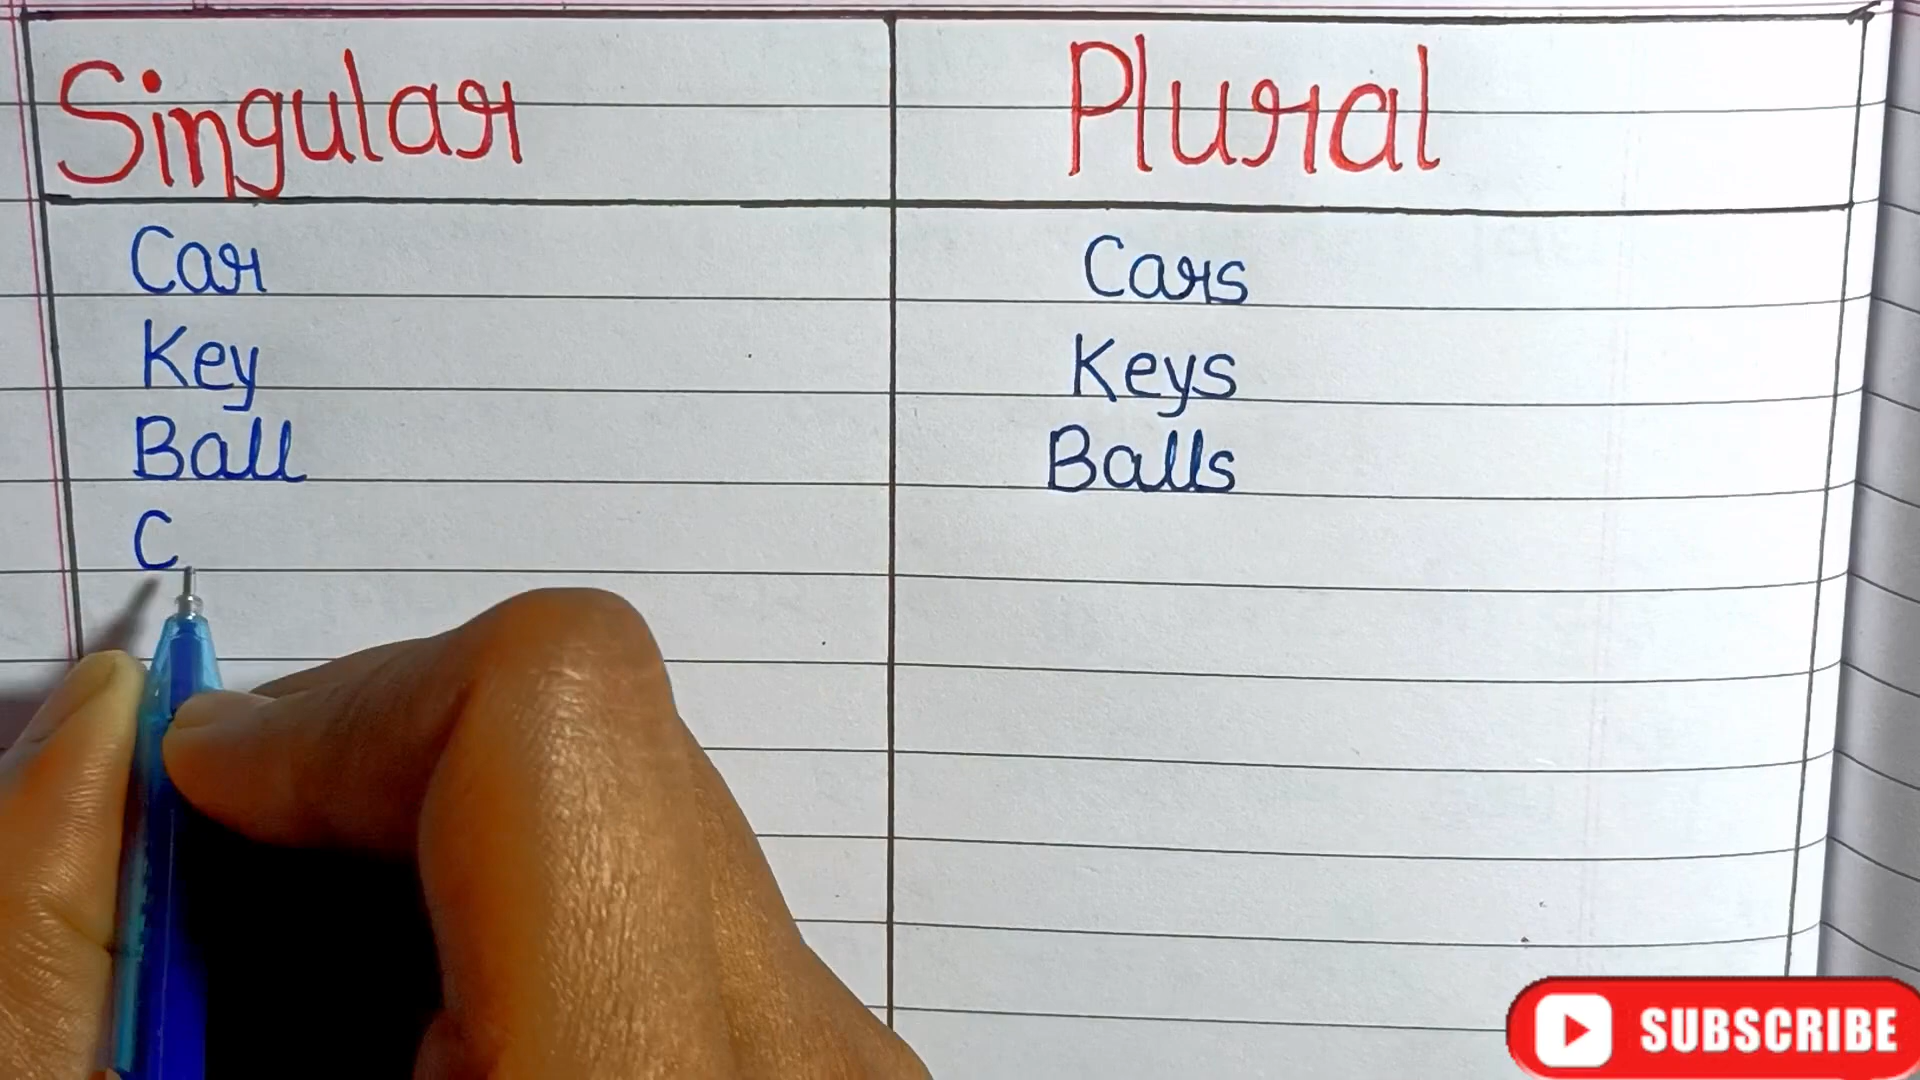 Singular Plural
Car Cars
Key Keys
Ball Balls
C
SUBSCRIBE